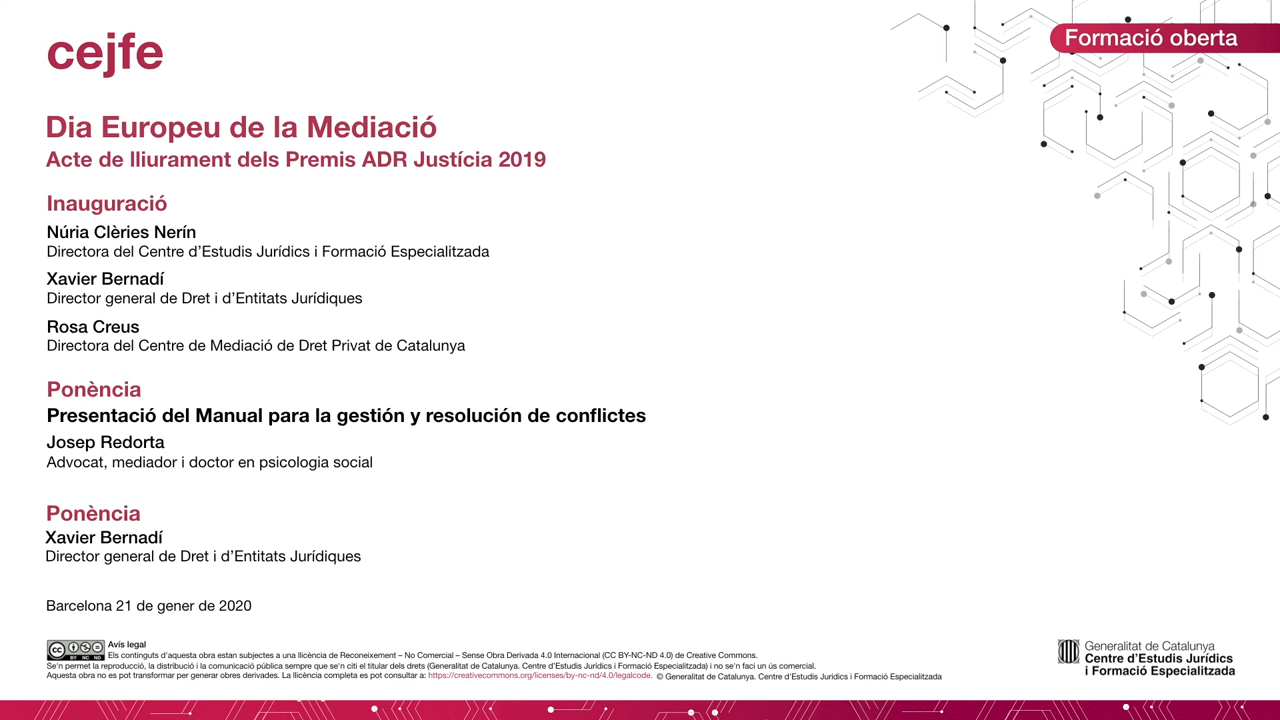 cejfe
Formació oberta
Dia Europeu de la Mediació
Acte de lliurament dels Premis ADR Justícia 2019
Inauguració
Núria Clèries Nerín
Directora del Centre d'Estudis Jurídics i Formació Especialitzada
Xavier Bernadí
Director general de Dret i d'Entitats Jurídiques
Rosa Creus
Directora del Centre de Mediació de Dret Privat de Catalunya
Ponència
Presentació del Manual para la gestión y resolución de conflictes
Josep Redorta
Advocat, mediador i doctor en psicologia social
Ponència
Xavier Bernadí
Director general de Dret i d'Entitats Jurídiques
Barcelona 21 de gener de 2020
cc BY NC ND
Avís legal
Els continguts d'aquesta obra estan subjectes a una llicència de Reconeixement – No Comercial – Sense Obra Derivada 4.0 Internacional (CC BY-NC-ND 4.0) de Creative Commons.
Se'n permet la reproducció, la distribució i la comunicació pública sempre que se'n citi el titular dels drets (Generalitat de Catalunya. Centre d'Estudis Jurídics i Formació Especialitzada) i no se'n faci un ús comercial.
Aquesta obra no es pot transformar per generar obres derivades. La llicència completa es pot consultar a: https://creativecommons.org/licenses/by-nc-nd/4.0/legalcode. © Generalitat de Catalunya. Centre d'Estudis Jurídics i Formació Especialitzada
Generalitat de Catalunya
Centre d'Estudis Jurídics
i Formació Especialitzada